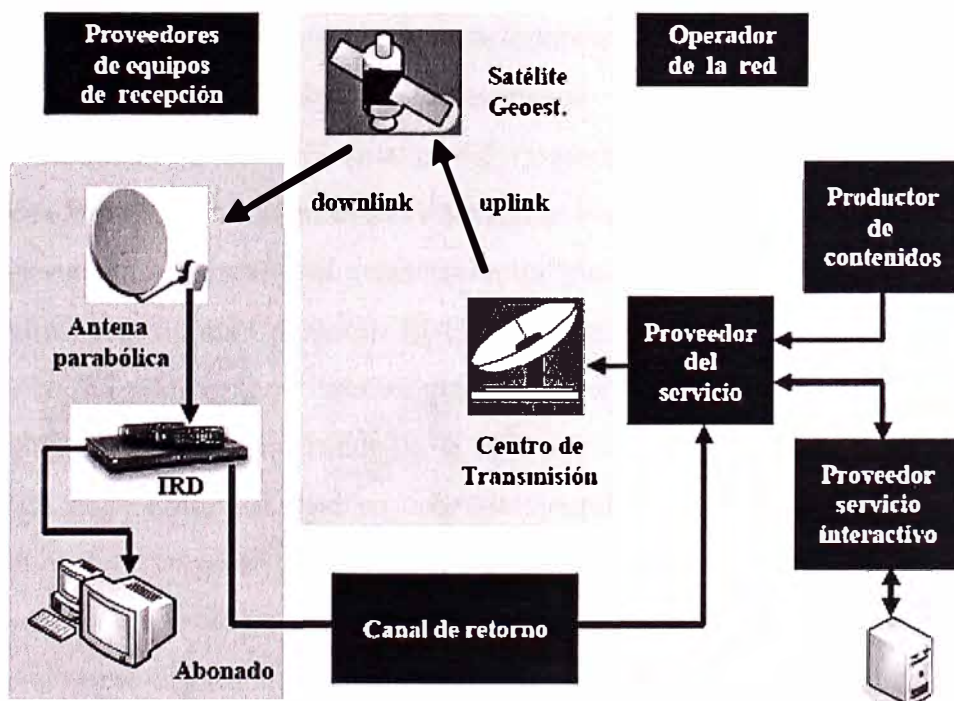 Proveedores
de equipos
de recepción
Satélite
Geoest.
Operador
de la red
downlink
uplink
Productor
de
contenidos
Antena
parabólica
Proveedor
del
servicio
Centro de
Transmisión
IRD
Proveedor
servicio
interactivo
Canal de retorno
Abonado